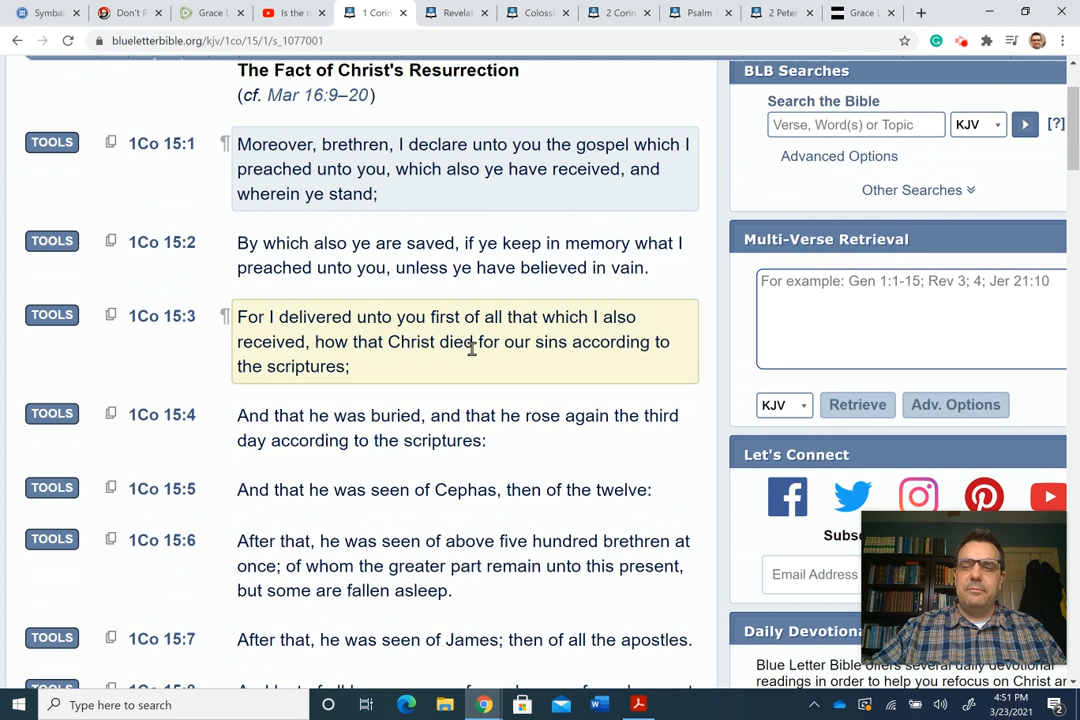 Symbal
Don't P
Grace L
Is the r
1 Corin
Revelat
Coloss
2 Corin
Psalm
2 Peter
Grace L
blueletterbible.org/kjv/1co/15/1/s_1077001
The Fact of Christ's Resurrection
(cf. Mar 16:9–20)
TOOLS
1Co 15:1
¶ Moreover, brethren, I declare unto you the gospel which I
preached unto you, which also ye have received, and
wherein ye stand;
TOOLS
1Co 15:2
By which also ye are saved, if ye keep in memory what I
preached unto you, unless ye have believed in vain.
TOOLS
1Co 15:3
¶ For I delivered unto you first of all that which I also
received, how that Christ died for our sins according to
the scriptures;
TOOLS
1Co 15:4
And that he was buried, and that he rose again the third
day according to the scriptures:
TOOLS
1Co 15:5
And that he was seen of Cephas, then of the twelve:
TOOLS
1Co 15:6
After that, he was seen of above five hundred brethren at
once; of whom the greater part remain unto this present,
but some are fallen asleep.
TOOLS
1Co 15:7
After that, he was seen of James; then of all the apostles.
BLB Searches
Search the Bible
Verse, Word(s) or Topic
KJV
[?]
Advanced Options
Other Searches
Multi-Verse Retrieval
For example: Gen 1:1-15; Rev 3; 4; Jer 21:10
KJV
Retrieve
Adv. Options
Let's Connect
Subsc
Email Address
Daily Devotiona
Blue Letter Bible offers several daily devotional
readings in order to help you refocus on Christ an
Type here to search
4:51 PM
3/23/2021
2